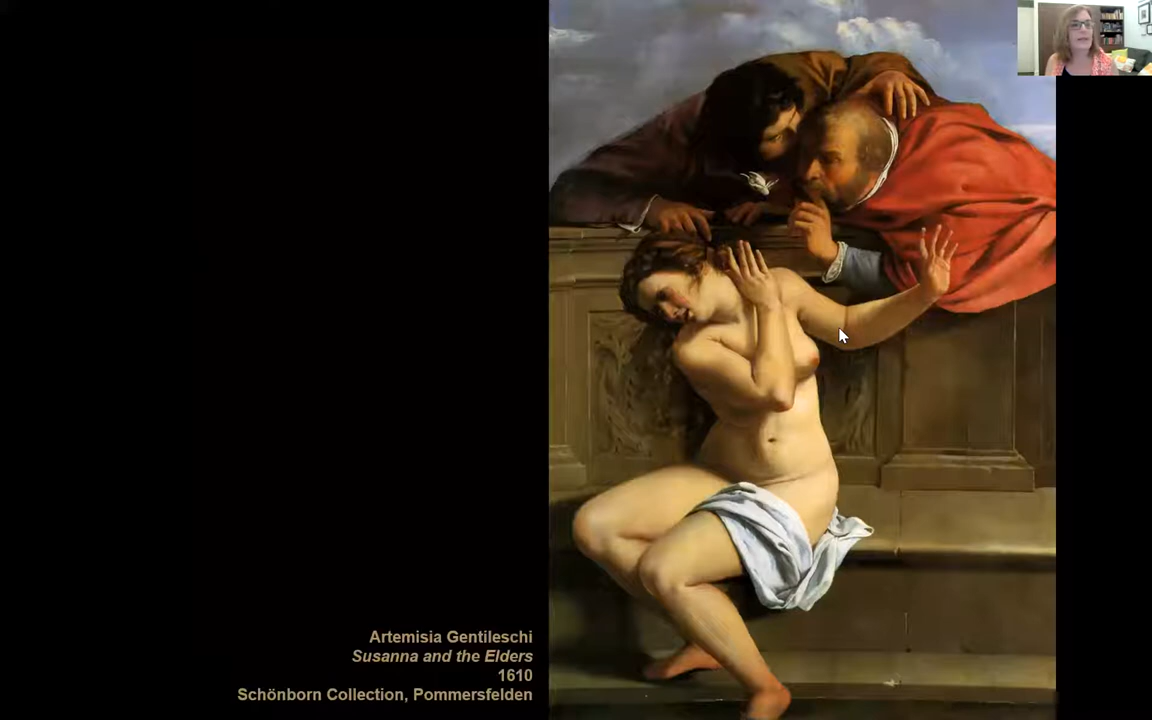 Artemisia Gentileschi
Susanna and the Elders
1610
Schönborn Collection, Pommersfelden